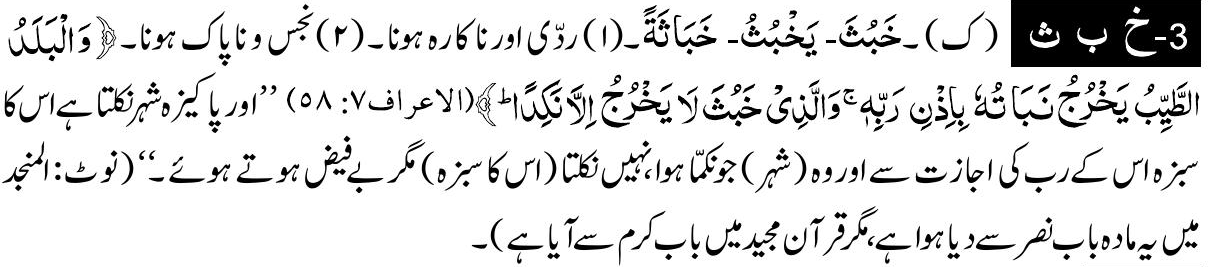 3- خ ب ث (ک)۔ خَبُثَ۔ یَخْبُثُ۔ خَبَاثَةً۔ (۱) ردّی اور ناکارہ ہونا۔ (۲) نجس و ناپاک ہونا۔ ﴿وَالْبَلَدُ
الطَّیِّبُ یَخْرُجُ نَبَاتُهٗ بِاِذْنِ رَبِّهٖ ۚ وَالَّذِیْ خَبُثَ لَا یَخْرُجُ اِلَّا نَکِدًا ؕ﴾ (الاعراف ۷: ۵۸) ’’اور پاکیزہ شہر نکلتا ہے اس کا
سبزہ اس کے رب کی اجازت سے اور وہ (شہر) جو نکمّا ہوا، نہیں نکلتا (اس کا سبزہ) مگر بے فیض ہوتے ہوئے۔‘‘ (نوٹ: المنجد
میں یہ مادہ باب نصر سے دیا ہوا ہے، مگر قرآن مجید میں باب کرم سے آیا ہے)۔